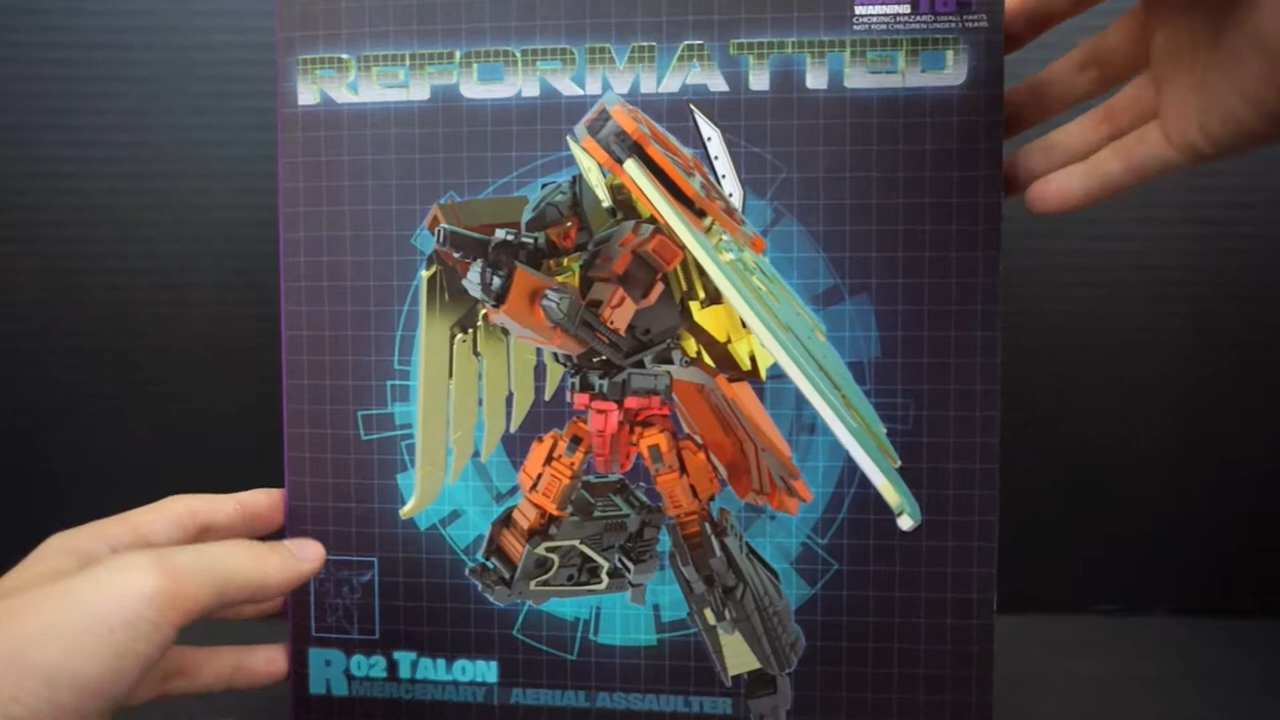 WARNING
CHOKING HAZARD-SMALL PARTS
NOT FOR CHILDREN UNDER 3 YEARS
REFORMATTED
R02 TALON
MERCENARY | AERIAL ASSAULTER